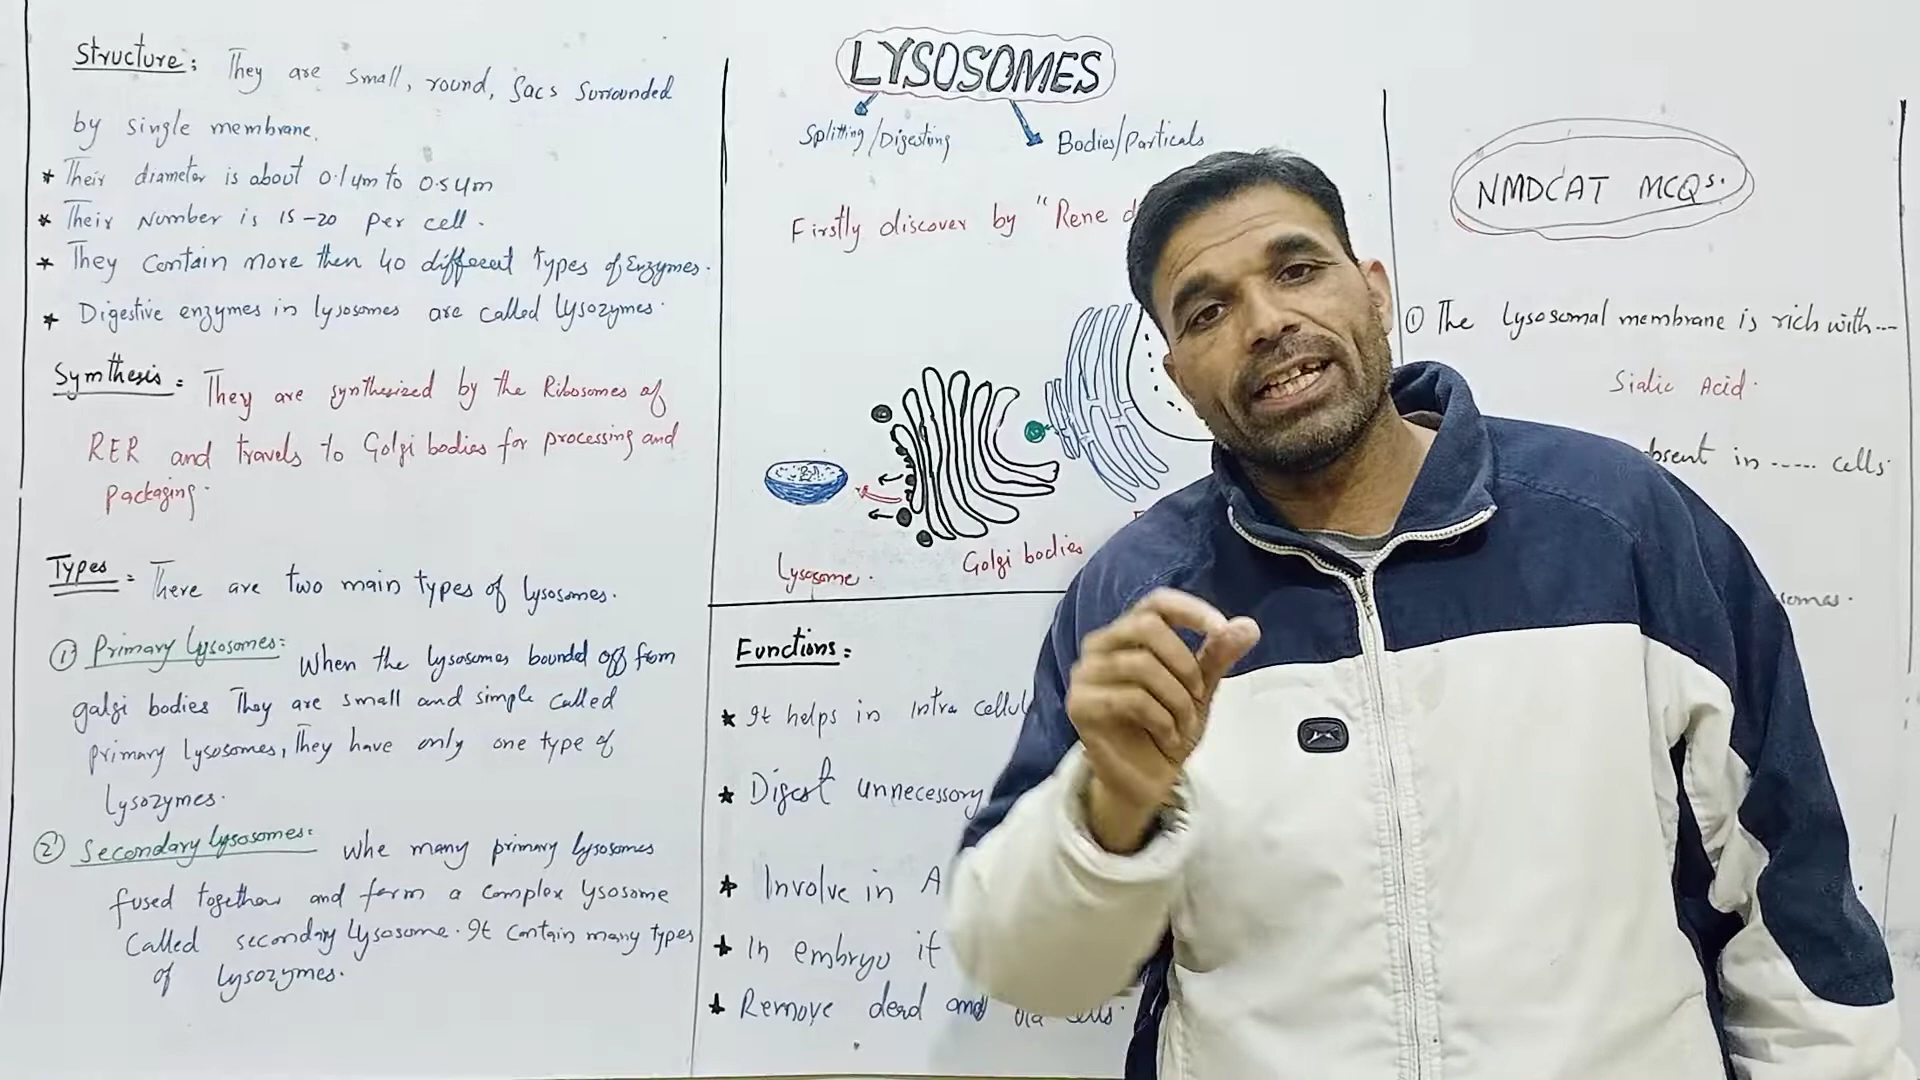 Structure: They are small, round, Sacs Surrounded
by single membrane.
* Their diameter is about 0.1 μm to 0.5 μm
* Their Number is 15-20 per cell.
* They contain more then 40 different types of Enzymes.
* Digestive enzymes in lysosomes are called lysozymes.
Synthesis: They are synthesized by the Ribosomes of
RER and travels to Golgi bodies for processing and
packaging.
Types: There are two main types of lysosomes.
① Primary Lysosomes: When the lysosomes bounded off from
galgi bodies They are small and simple called
primary lysosomes, They have only one type of
Lysozymes.
② Secondary lysosomes: Whe many primary lysosomes
fused together and form a complex lysosome
Called secondary Lysosome. It contain many types
of lysozymes.
LYSOSOMES
Splitting/Digesting
Bodies/Particals
Firstly discover by "Rene
Lysosome.
Golgi bodies
Functions:
* It helps in Intra
* Digest unnecessory
* Involve in A
* In embryo if
* Remove dead and old cells.
NMDCAT MCQs.
① The Lysosomal membrane is rich with---
Sialic Acid.
in ----- cells